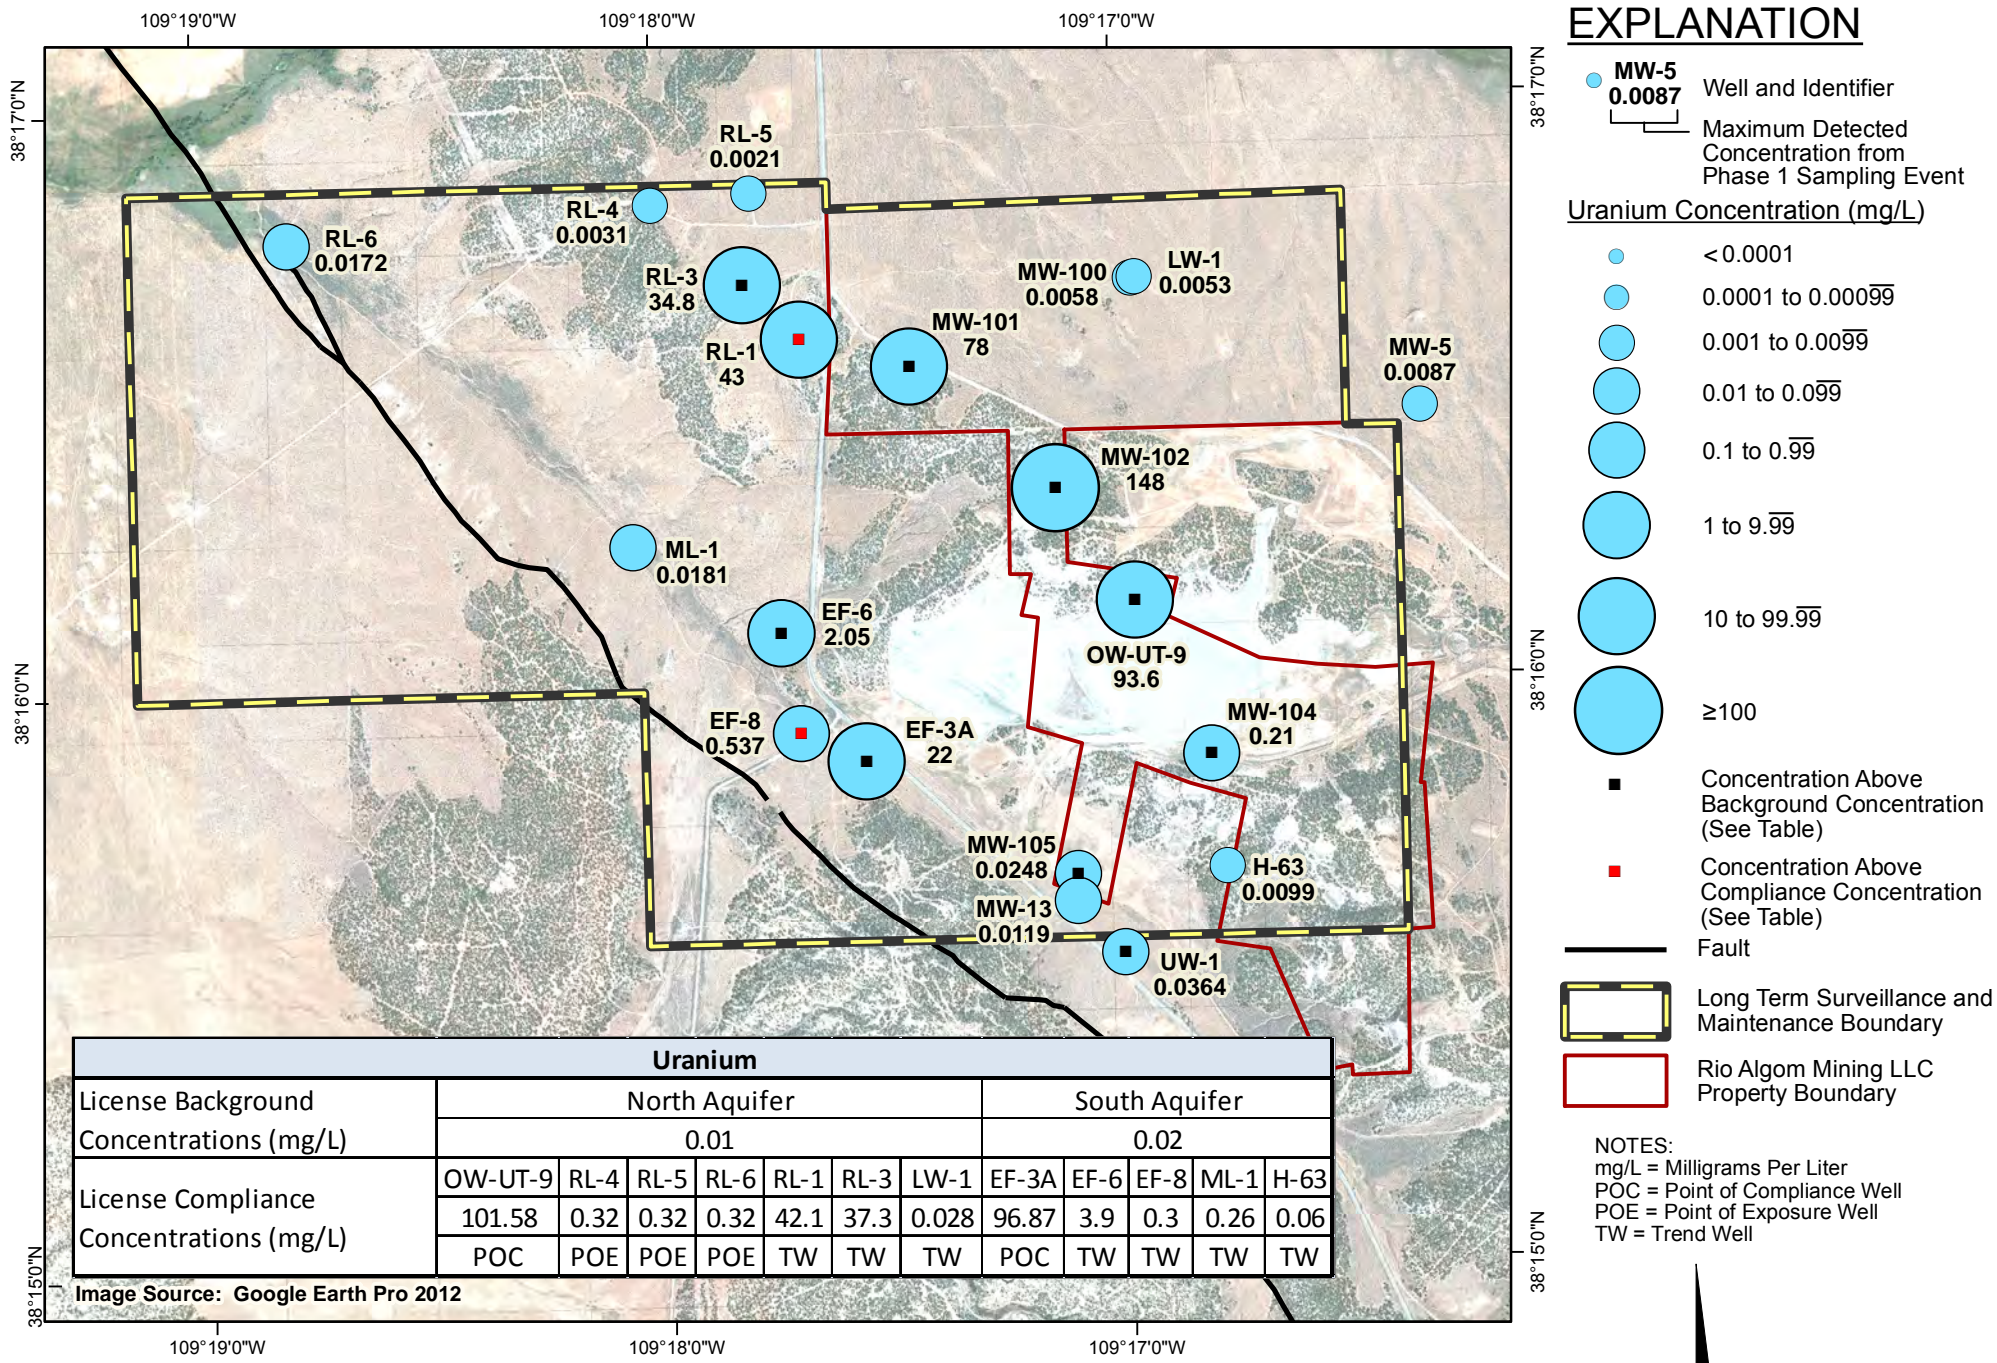 109°19'0"W
109°18'0"W
109°17'0"W
38°17'0"N
38°17'0"N
38°16'0"N
38°16'0"N
38°15'0"N
38°15'0"N
RL-5
0.0021
RL-4
0.0031
RL-6
0.0172
RL-3
34.8
MW-100
0.0058
LW-1
0.0053
RL-1
43
MW-101
78
MW-5
0.0087
MW-102
148
ML-1
0.0181
EF-6
2.05
OW-UT-9
93.6
EF-8
0.537
EF-3A
22
MW-104
0.21
MW-105
0.0248
H-63
0.0099
MW-13
0.0119
UW-1
0.0364
Uranium
License Background
Concentrations (mg/L)
North Aquifer
South Aquifer
0.01
0.02
License Compliance
Concentrations (mg/L)
OW-UT-9 RL-4 RL-5 RL-6 RL-1 RL-3 LW-1 EF-3A EF-6 EF-8 ML-1 H-63
101.58 0.32 0.32 0.32 42.1 37.3 0.028 96.87 3.9 0.3 0.26 0.06
POC POE POE POE TW TW TW POC TW TW TW TW
Image Source: Google Earth Pro 2012
109°19'0"W
109°18'0"W
109°17'0"W
EXPLANATION
MW-5
0.0087
Well and Identifier
Maximum Detected
Concentration from
Phase 1 Sampling Event
Uranium Concentration (mg/L)
< 0.0001
0.0001 to 0.00099̅
0.001 to 0.0099̅
0.01 to 0.099̅
0.1 to 0.99̅
1 to 9.99̅
10 to 99.99̅
≥100
Concentration Above
Background Concentration
(See Table)
Concentration Above
Compliance Concentration
(See Table)
Fault
Long Term Surveillance and
Maintenance Boundary
Rio Algom Mining LLC
Property Boundary
NOTES:
mg/L = Milligrams Per Liter
POC = Point of Compliance Well
POE = Point of Exposure Well
TW = Trend Well